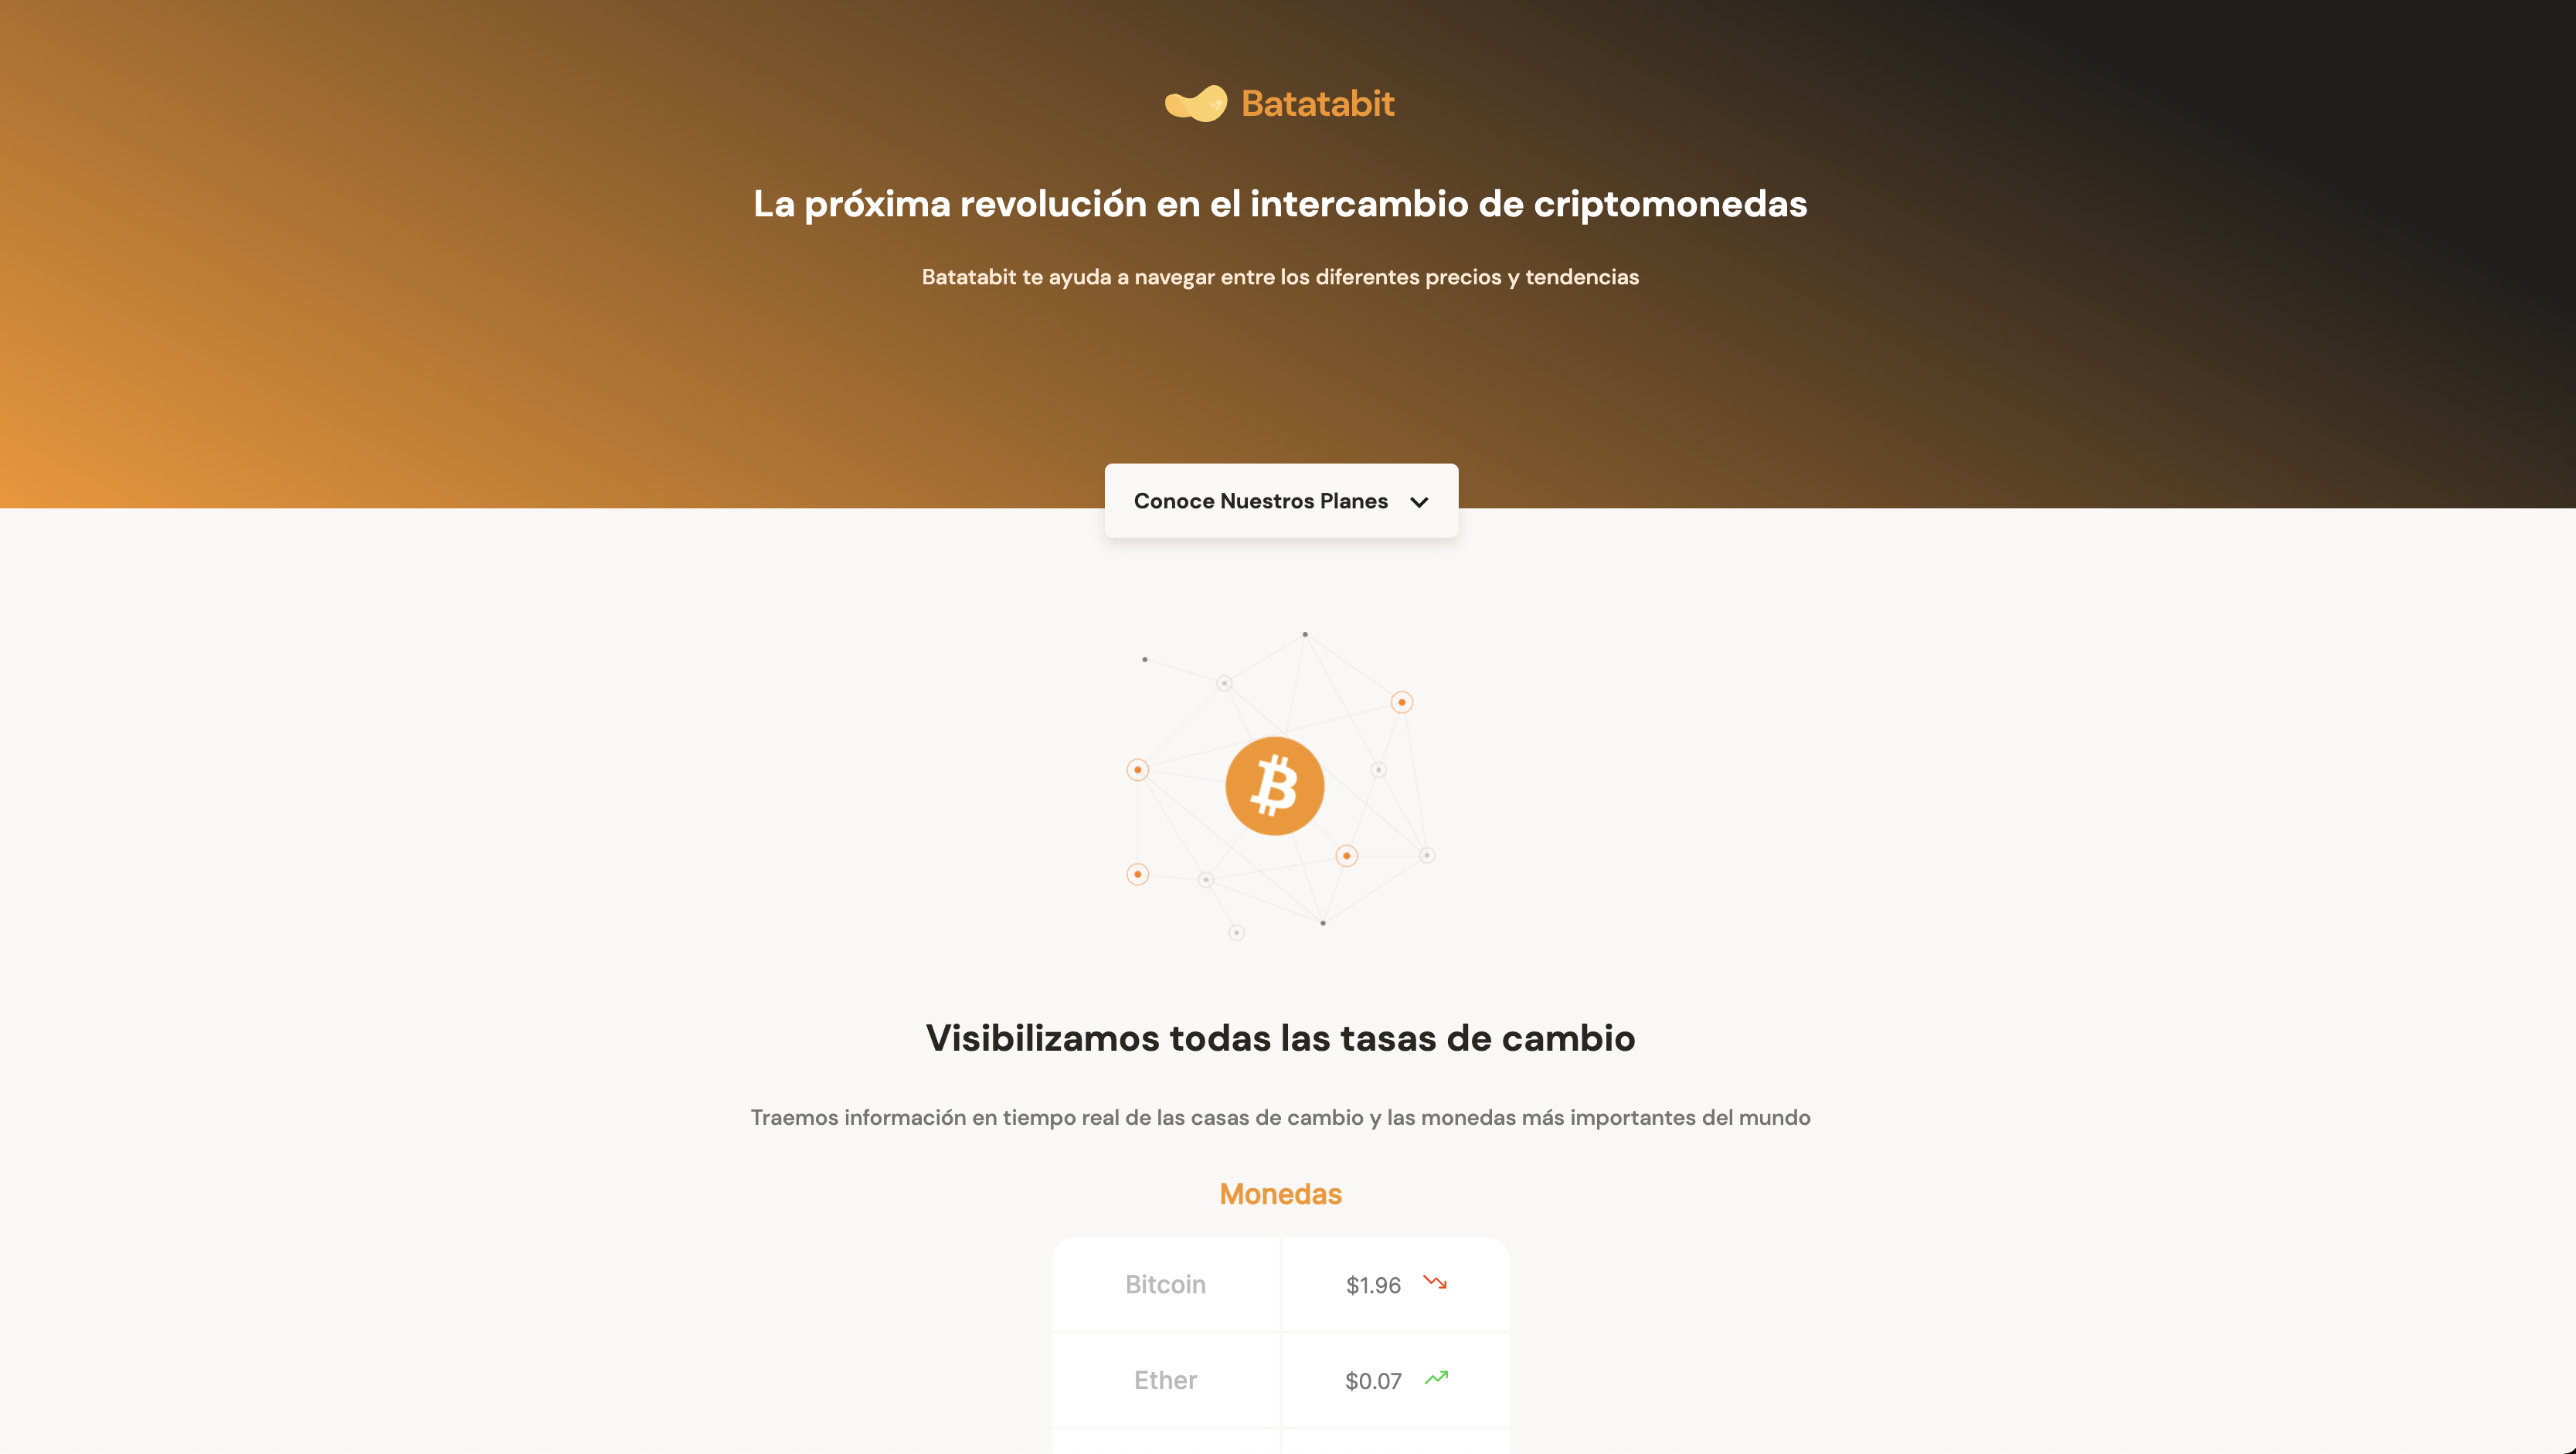 Batatabit
La próxima revolución en el intercambio de criptomonedas
Batatabit te ayuda a navegar entre los diferentes precios y tendencias
Conoce Nuestros Planes
Visibilizamos todas las tasas de cambio
Traemos información en tiempo real de las casas de cambio y las monedas más importantes del mundo
Monedas
Bitcoin $1.96
Ether $0.07